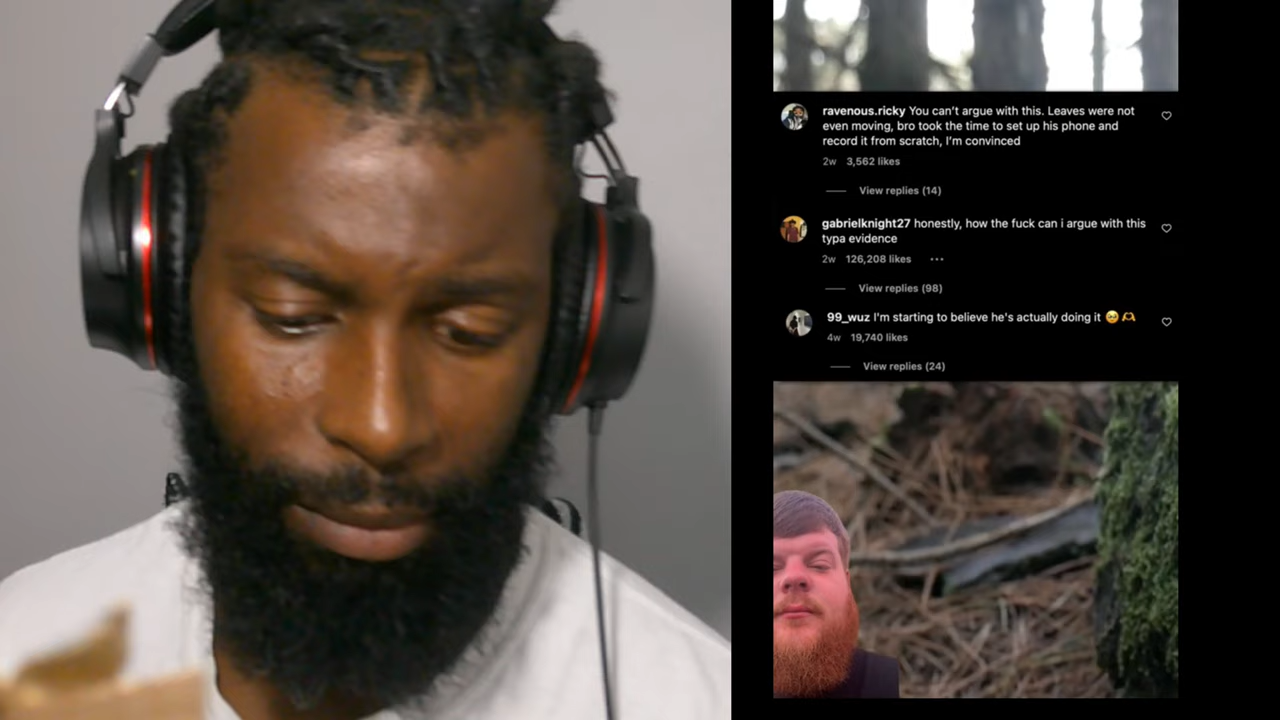 ravenous.ricky You can't argue with this. Leaves were not
even moving, bro took the time to set up his phone and
record it from scratch, I'm convinced
2w 3,562 likes
View replies (14)
gabrielknight27 honestly, how the fuck can i argue with this
typa evidence
2w 126,208 likes
View replies (98)
99_wuz I'm starting to believe he's actually doing it 🥹🫶
4w 19,740 likes
View replies (24)